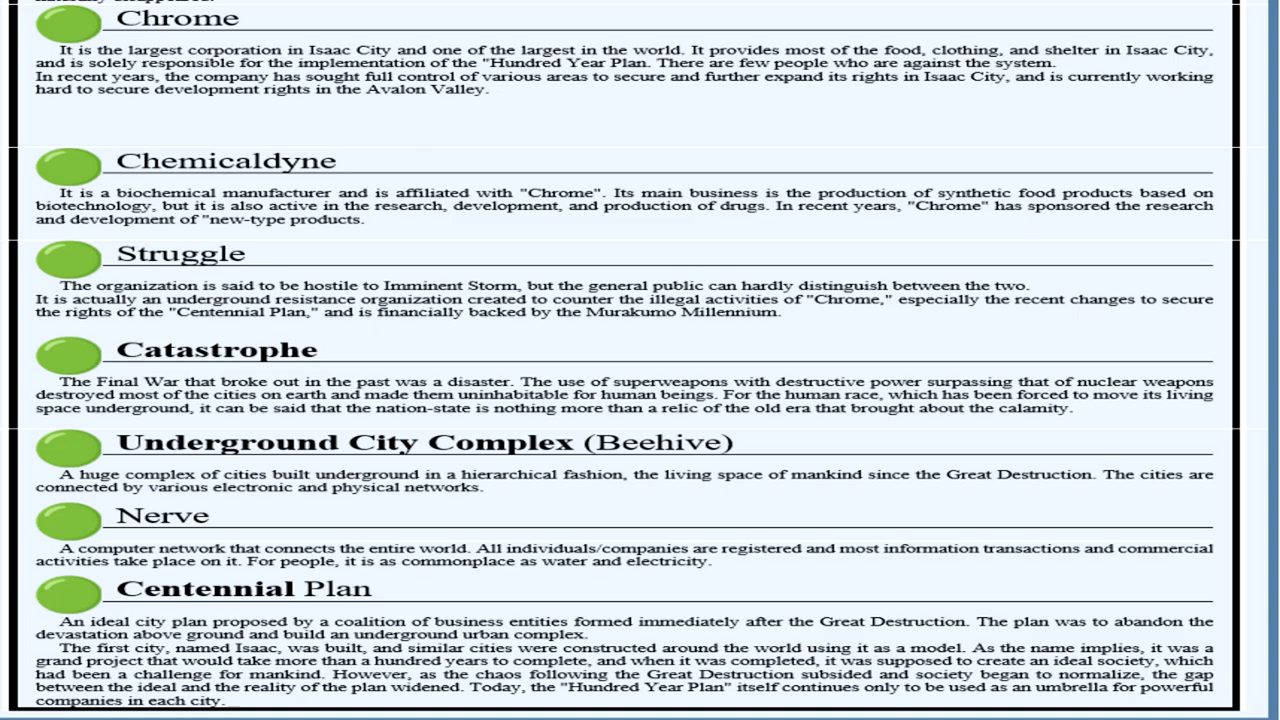 Chrome
It is the largest corporation in Isaac City and one of the largest in the world. It provides most of the food, clothing, and shelter in Isaac City,
and is solely responsible for the implementation of the "Hundred Year Plan. There are few people who are against the system.
In recent years, the company has sought full control of various areas to secure and further expand its rights in Isaac City, and is currently working
hard to secure development rights in the Avalon Valley.
Chemicaldyne
It is a biochemical manufacturer and is affiliated with "Chrome". Its main business is the production of synthetic food products based on
biotechnology, but it is also active in the research, development, and production of drugs. In recent years, "Chrome" has sponsored the research
and development of "new-type products.
Struggle
The organization is said to be hostile to Imminent Storm, but the general public can hardly distinguish between the two.
It is actually an underground resistance organization created to counter the illegal activities of "Chrome," especially the recent changes to secure
the rights of the "Centennial Plan," and is financially backed by the Murakumo Millennium.
Catastrophe
The Final War that broke out in the past was a disaster. The use of superweapons with destructive power surpassing that of nuclear weapons
destroyed most of the cities on earth and made them uninhabitable for human beings. For the human race, which has been forced to move its living
space underground, it can be said that the nation-state is nothing more than a relic of the old era that brought about the calamity.
Underground City Complex (Beehive)
A huge complex of cities built underground in a hierarchical fashion, the living space of mankind since the Great Destruction. The cities are
connected by various electronic and physical networks.
Nerve
A computer network that connects the entire world. All individuals/companies are registered and most information transactions and commercial
activities take place on it. For people, it is as commonplace as water and electricity.
Centennial Plan
An ideal city plan proposed by a coalition of business entities formed immediately after the Great Destruction. The plan was to abandon the
devastation above ground and build an underground urban complex.
The first city, named Isaac, was built, and similar cities were constructed around the world using it as a model. As the name implies, it was a
grand project that would take more than a hundred years to complete, and when it was completed, it was supposed to create an ideal society, which
had been a challenge for mankind. However, as the chaos following the Great Destruction subsided and society began to normalize, the gap
between the ideal and the reality of the plan widened. Today, the "Hundred Year Plan" itself continues only to be used as an umbrella for powerful
companies in each city.